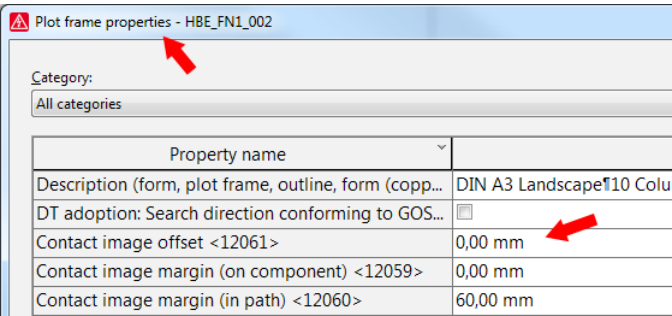 Plot frame properties - HBE_FN1_002
Category:
All categories
Property name
Description (form, plot frame, outline, form (copp... DIN A3 Landscape¶10 Colu
DT adoption: Search direction conforming to GOS...
Contact image offset <12061> 0,00 mm
Contact image margin (on component) <12059> 0,00 mm
Contact image margin (in path) <12060> 60,00 mm